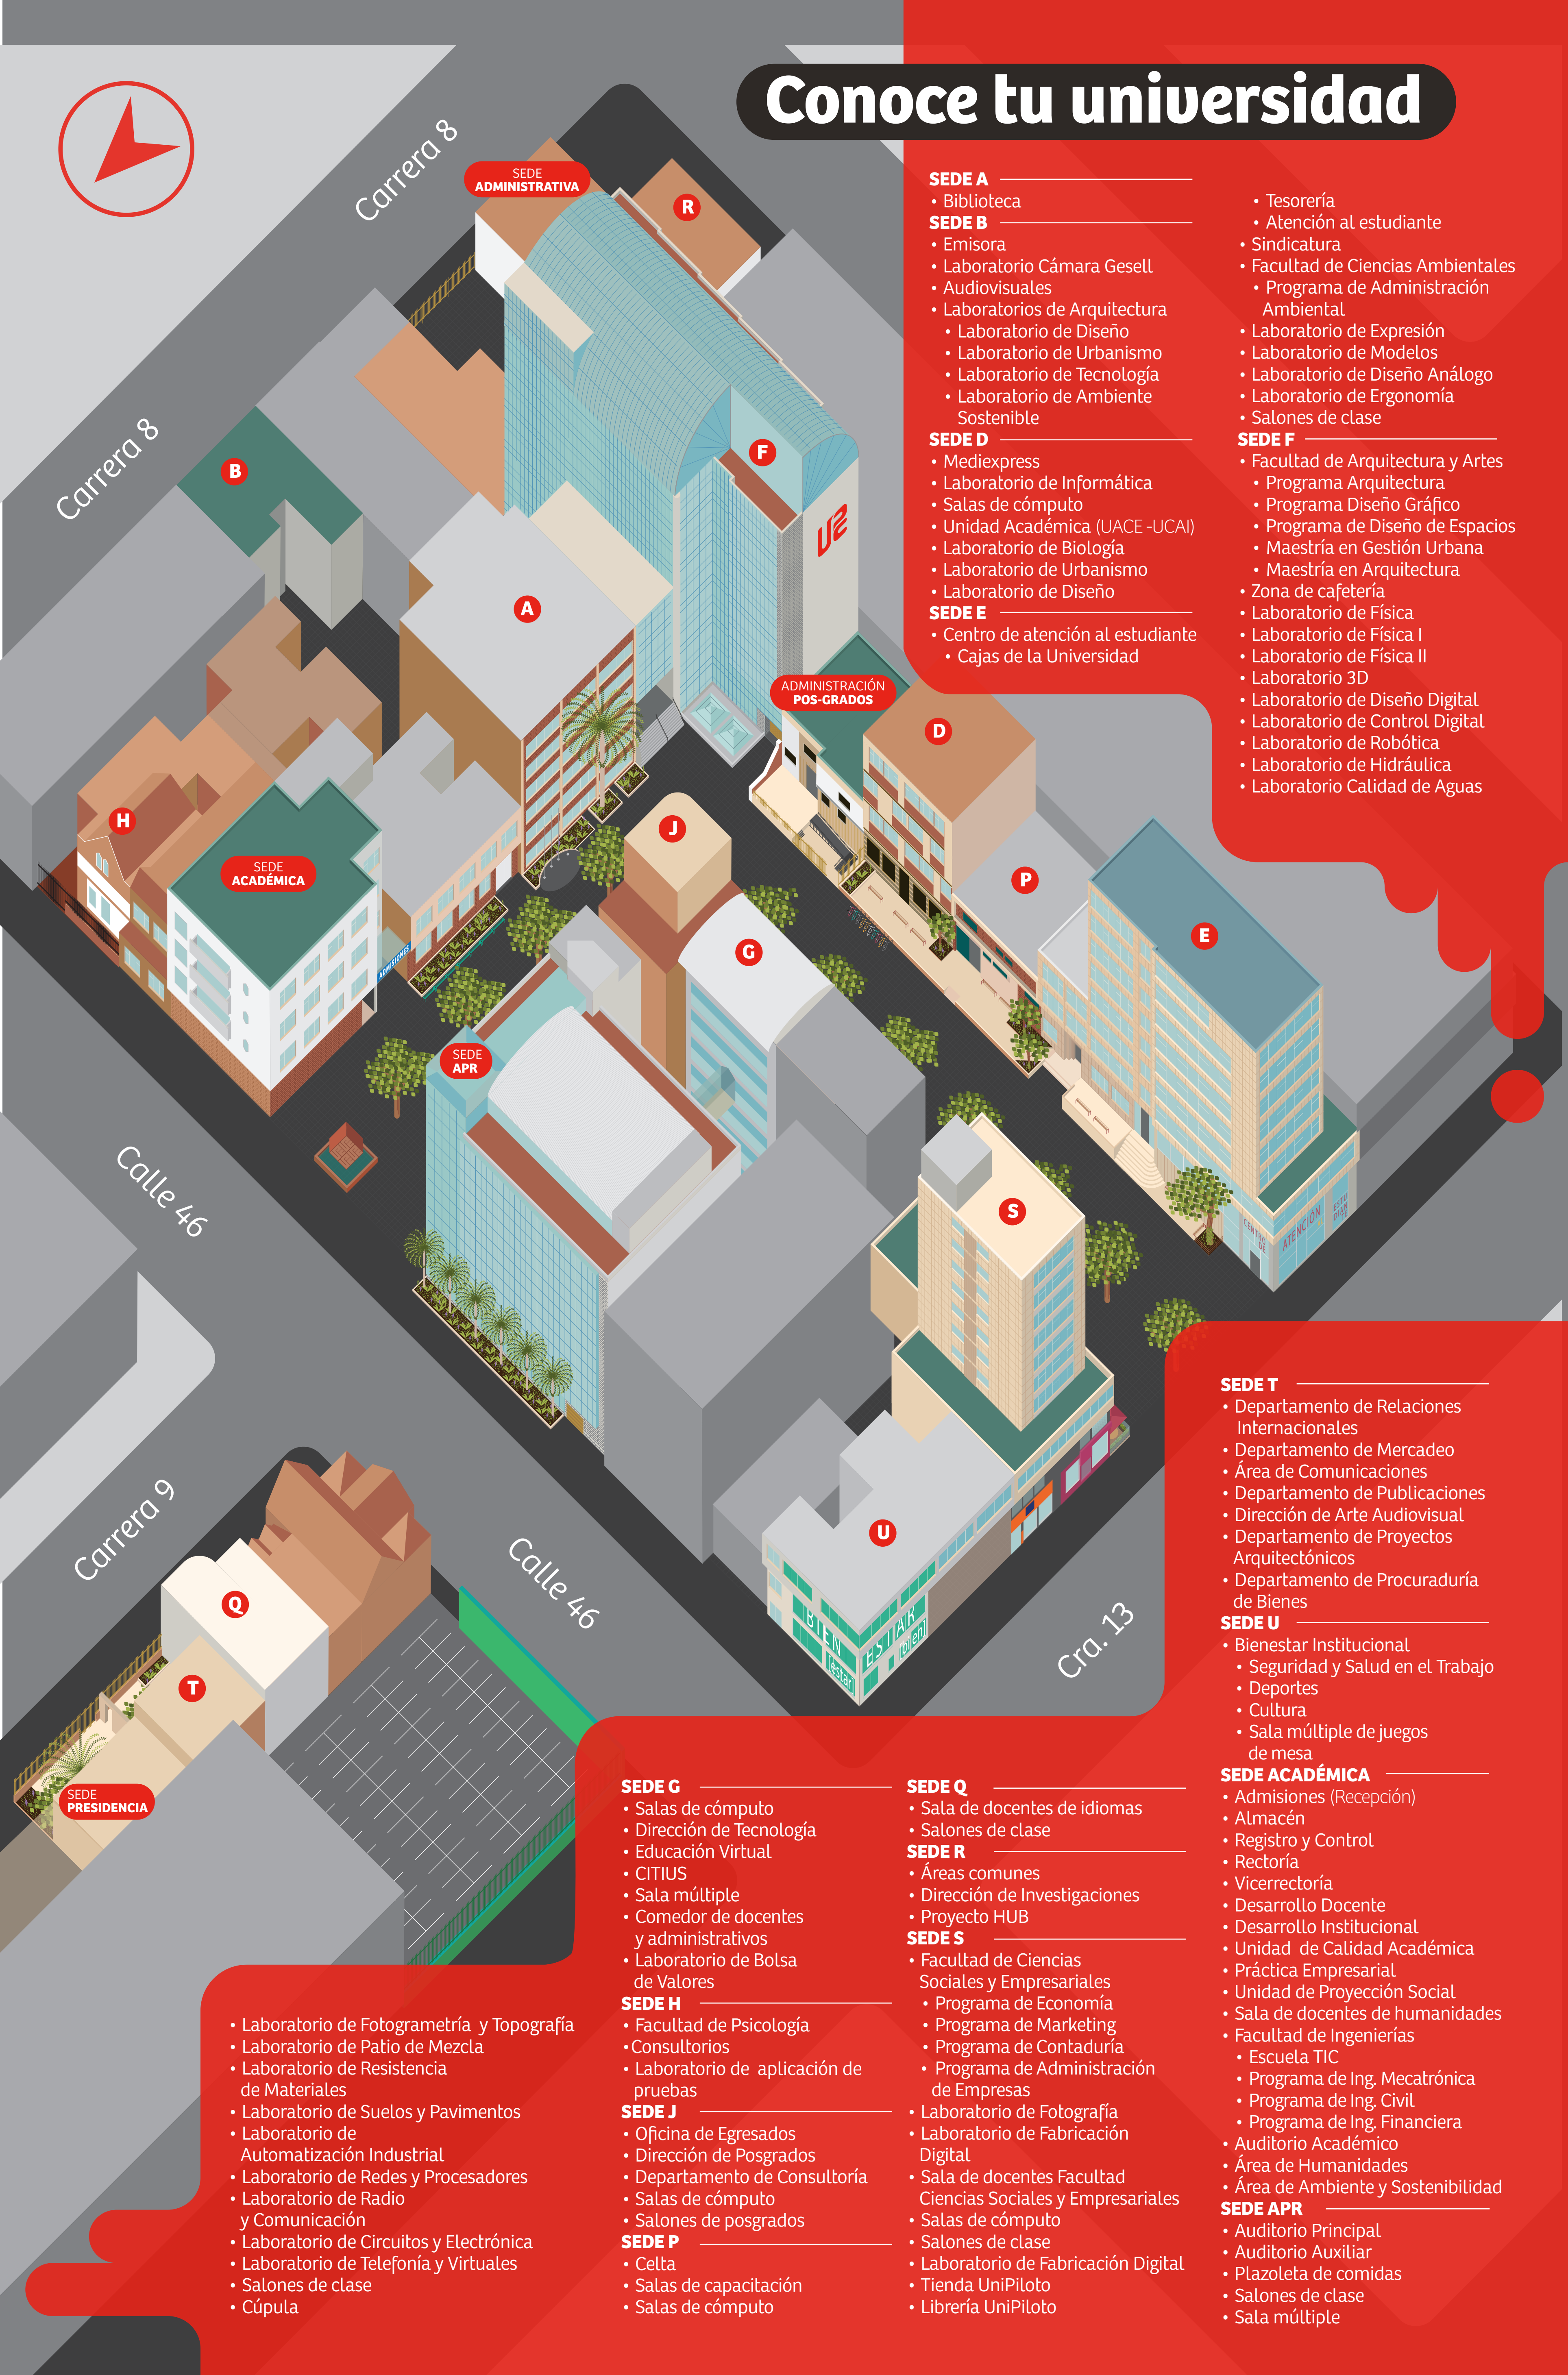 Conoce tu universidad
Carrera 8
Carrera 8
SEDE
ADMINISTRATIVA
R
B
F
U2
A
ADMINISTRACIÓN
POS-GRADOS
D
H
J
SEDE
ACADÉMICA
P
ADMISIONES
G
E
SEDE
APR
Calle 46
S
CENTRO
DE
ATENCIÓN
Carrera 9
Calle 46
U
BIEN
ESTUAR
estar
bien
Cra. 13
Q
T
SEDE
PRESIDENCIA
SEDE A
• Biblioteca
SEDE B
• Emisora
• Laboratorio Cámara Gesell
• Audiovisuales
• Laboratorios de Arquitectura
• Laboratorio de Diseño
• Laboratorio de Urbanismo
• Laboratorio de Tecnología
• Laboratorio de Ambiente
Sostenible
SEDE D
• Mediexpress
• Laboratorio de Informática
• Salas de cómputo
• Unidad Académica (UACE -UCAI)
• Laboratorio de Biología
• Laboratorio de Urbanismo
• Laboratorio de Diseño
SEDE E
• Centro de atención al estudiante
• Cajas de la Universidad
• Tesorería
• Atención al estudiante
• Sindicatura
• Facultad de Ciencias Ambientales
• Programa de Administración
Ambiental
• Laboratorio de Expresión
• Laboratorio de Modelos
• Laboratorio de Diseño Análogo
• Laboratorio de Ergonomía
• Salones de clase
SEDE F
• Facultad de Arquitectura y Artes
• Programa Arquitectura
• Programa Diseño Gráfico
• Programa de Diseño de Espacios
• Maestría en Gestión Urbana
• Maestría en Arquitectura
• Zona de cafetería
• Laboratorio de Física
• Laboratorio de Física I
• Laboratorio de Física II
• Laboratorio 3D
• Laboratorio de Diseño Digital
• Laboratorio de Control Digital
• Laboratorio de Robótica
• Laboratorio de Hidráulica
• Laboratorio Calidad de Aguas
• Laboratorio de Fotogrametría y Topografía
• Laboratorio de Patio de Mezcla
• Laboratorio de Resistencia
de Materiales
• Laboratorio de Suelos y Pavimentos
• Laboratorio de
Automatización Industrial
• Laboratorio de Redes y Procesadores
• Laboratorio de Radio
y Comunicación
• Laboratorio de Circuitos y Electrónica
• Laboratorio de Telefonía y Virtuales
• Salones de clase
• Cúpula
SEDE G
• Salas de cómputo
• Dirección de Tecnología
• Educación Virtual
• CITIUS
• Sala múltiple
• Comedor de docentes
y administrativos
• Laboratorio de Bolsa
de Valores
SEDE H
• Facultad de Psicología
•Consultorios
• Laboratorio de aplicación de
pruebas
SEDE J
• Oficina de Egresados
• Dirección de Posgrados
• Departamento de Consultoría
• Salas de cómputo
• Salones de posgrados
SEDE P
• Celta
• Salas de capacitación
• Salas de cómputo
SEDE Q
• Sala de docentes de idiomas
• Salones de clase
SEDE R
• Áreas comunes
• Dirección de Investigaciones
• Proyecto HUB
SEDE S
• Facultad de Ciencias
Sociales y Empresariales
• Programa de Economía
• Programa de Marketing
• Programa de Contaduría
• Programa de Administración
de Empresas
• Laboratorio de Fotografía
• Laboratorio de Fabricación
Digital
• Sala de docentes Facultad
Ciencias Sociales y Empresariales
• Salas de cómputo
• Salones de clase
• Laboratorio de Fabricación Digital
• Tienda UniPiloto
• Librería UniPiloto
SEDE T
• Departamento de Relaciones
Internacionales
• Departamento de Mercadeo
• Área de Comunicaciones
• Departamento de Publicaciones
• Dirección de Arte Audiovisual
• Departamento de Proyectos
Arquitectónicos
• Departamento de Procuraduría
de Bienes
SEDE U
• Bienestar Institucional
• Seguridad y Salud en el Trabajo
• Deportes
• Cultura
• Sala múltiple de juegos
de mesa
SEDE ACADÉMICA
• Admisiones (Recepción)
• Almacén
• Registro y Control
• Rectoría
• Vicerrectoría
• Desarrollo Docente
• Desarrollo Institucional
• Unidad de Calidad Académica
• Práctica Empresarial
• Unidad de Proyección Social
• Sala de docentes de humanidades
• Facultad de Ingenierías
• Escuela TIC
• Programa de Ing. Mecatrónica
• Programa de Ing. Civil
• Programa de Ing. Financiera
• Auditorio Académico
• Área de Humanidades
• Área de Ambiente y Sostenibilidad
SEDE APR
• Auditorio Principal
• Auditorio Auxiliar
• Plazoleta de comidas
• Salones de clase
• Sala múltiple